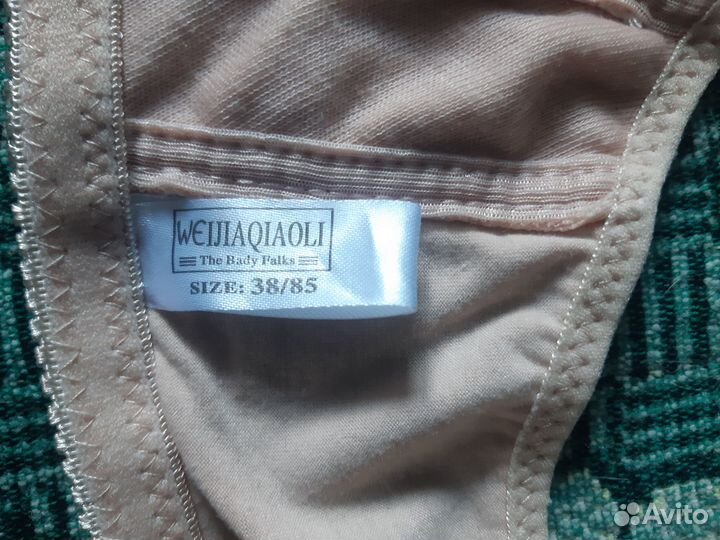 WEIJIAQIAOLI
The Bady Falks
SIZE: 38/85
Avito